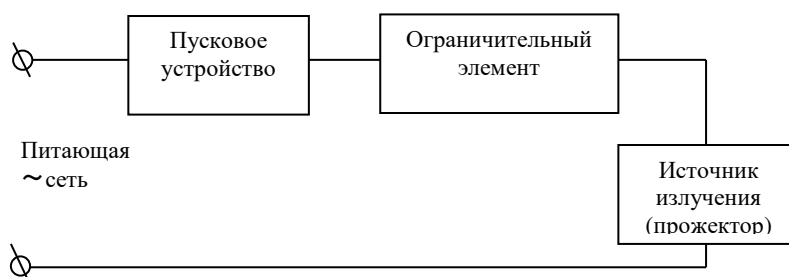 Пусковое
устройство
Ограничительный
элемент
Питающая
~сеть
Источник
излучения
(прожектор)